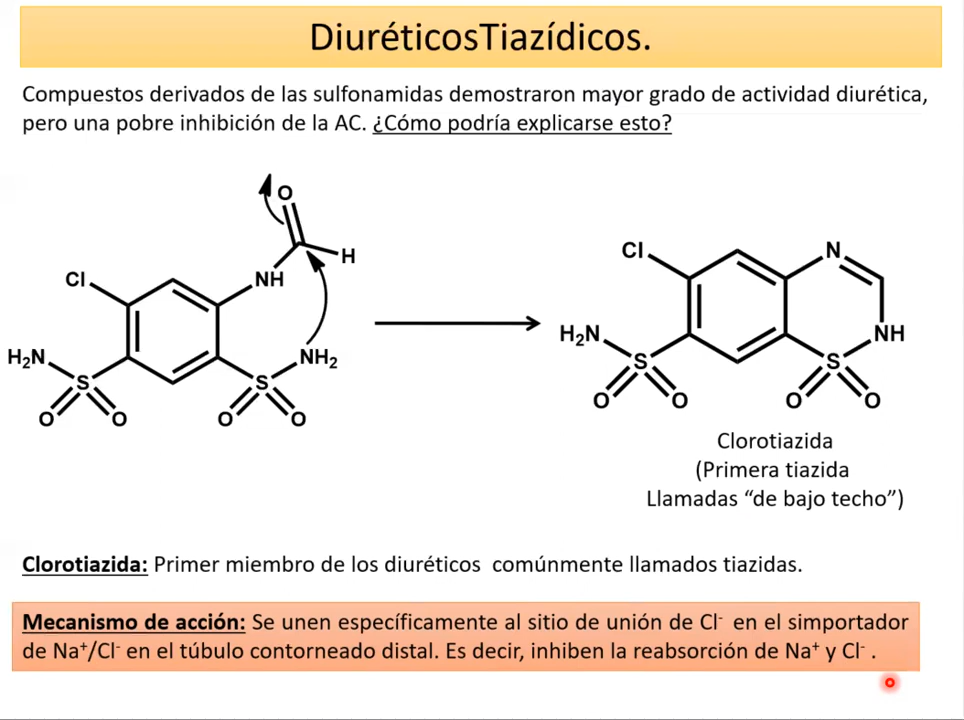 DiuréticosTiazídicos.
Compuestos derivados de las sulfonamidas demostraron mayor grado de actividad diurética,
pero una pobre inhibición de la AC. ¿Cómo podría explicarse esto?
O
H
Cl
NH
H₂N
NH₂
S
S
O
O
O
O
Cl
N
H₂N
NH
S
S
O
O
O
O
Clorotiazida
(Primera tiazida
Llamadas “de bajo techo”)
Clorotiazida: Primer miembro de los diuréticos comúnmente llamados tiazidas.
Mecanismo de acción: Se unen específicamente al sitio de unión de Cl⁻ en el simportador
de Na⁺/Cl⁻ en el túbulo contorneado distal. Es decir, inhiben la reabsorción de Na⁺ y Cl⁻ .